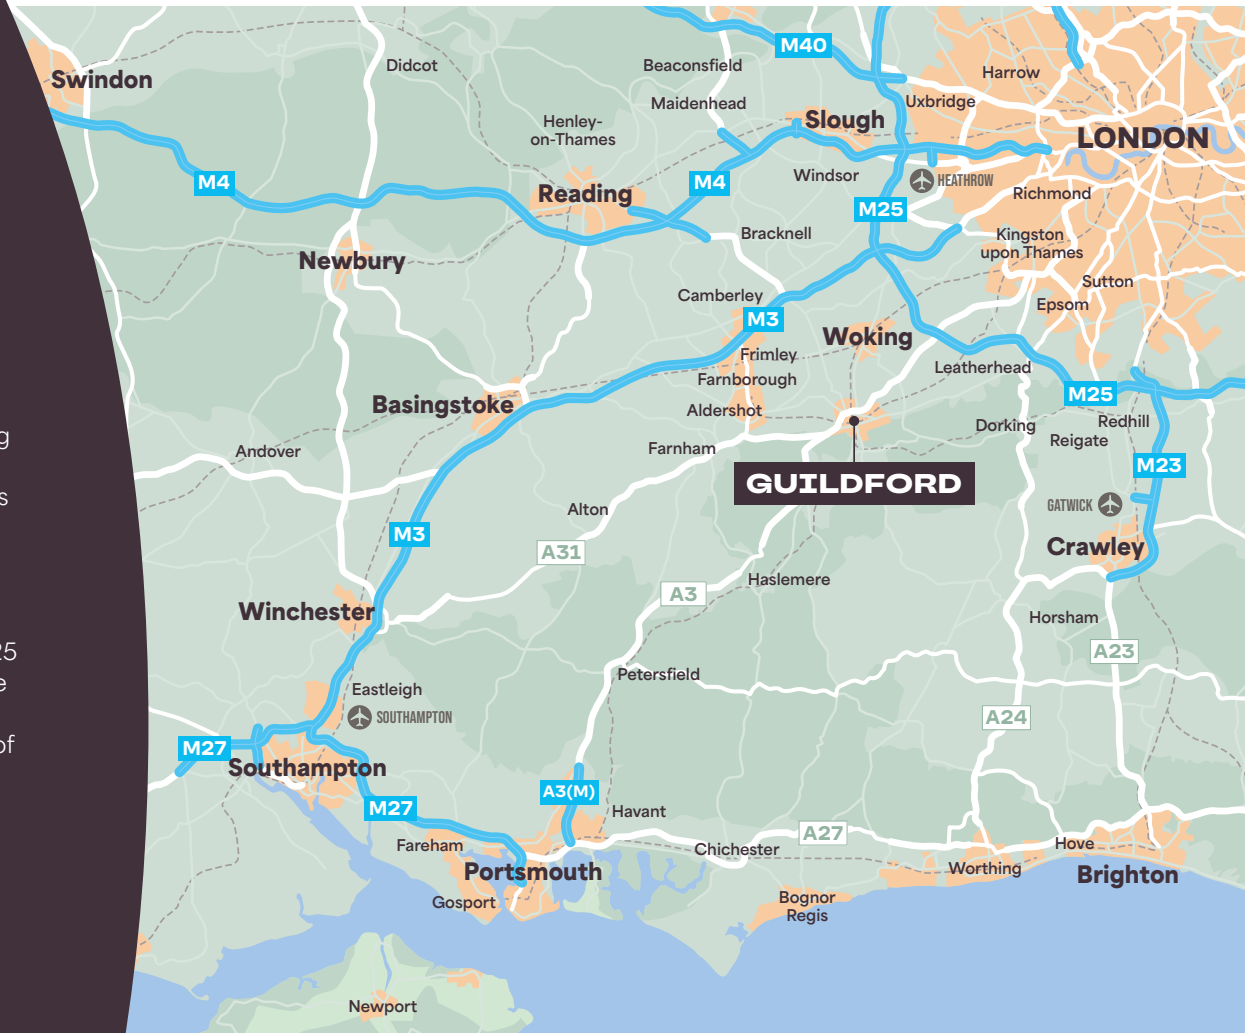 M40
Didcot
Beaconsfield
Harrow
Swindon
Maidenhead
Uxbridge
Slough
Henley-
on-Thames
LONDON
M4
Reading
M4
Windsor
HEATHROW
Richmond
M25
Bracknell
Kingston
upon Thames
Newbury
Sutton
Camberley
Epsom
M3
Woking
Frimley
Leatherhead
Farnborough
M25
Basingstoke
Aldershot
Redhill
Dorking
Reigate
g
Andover
Farnham
M23
GUILDFORD
s
Alton
GATWICK
M3
A31
Crawley
Haslemere
A3
Winchester
Horsham
25
A23
e
Petersfield
Eastleigh
SOUTHAMPTON
A24
of
M27
Southampton
A3(M)
M27
Havant
A27
Fareham
Chichester
Hove
Portsmouth
Worthing
Brighton
Gosport
Bognor
Regis
Newport